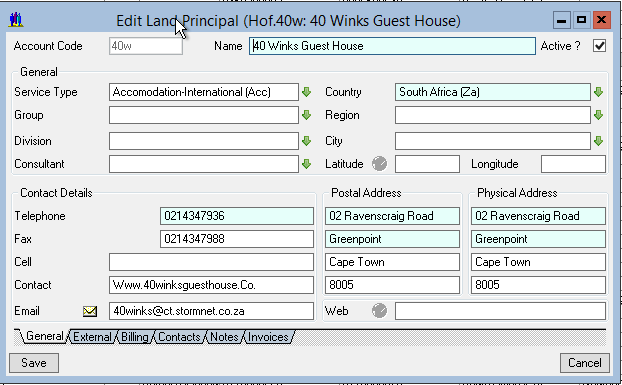 Edit Land Principal (Hof.40w: 40 Winks Guest House)
Account Code 40w Name 40 Winks Guest House Active ?
General
Service Type Accomodation-International (Acc) Country South Africa (Za)
Group Region
Division City
Consultant Latitude Longitude
Contact Details Postal Address Physical Address
Telephone 0214347936 02 Ravenscraig Road 02 Ravenscraig Road
Fax 0214347988 Greenpoint Greenpoint
Cell Cape Town Cape Town
Contact Www.40winksguesthouse.Co. 8005 8005
Email 40winks@ct.stormnet.co.za Web
General External Billing Contacts Notes Invoices
Save Cancel